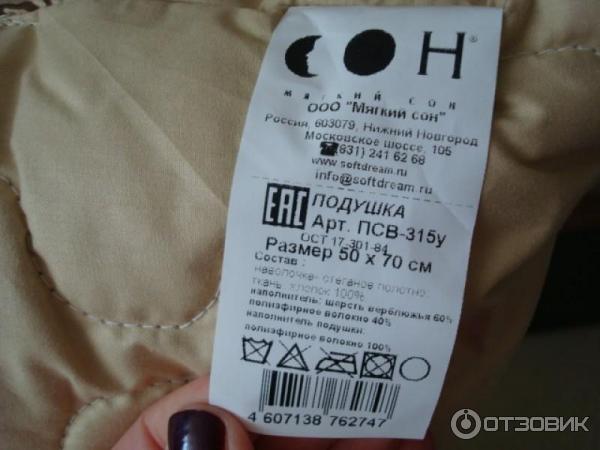 СОН®
мягкий сон
ООО "Мягкий сон"
Россия, 603079, Нижний Новгород
Московское шоссе, 105
☎(831) 241 62 68
www.softdream.ru
info@softdream.ru
EAC ПОДУШКА
Арт. ПСВ-315у
ОСТ 17-301-84
Размер 50 x 70 см
Состав :
наволочка- стеганое полотно:
ткань: хлопок 100%
наполнитель: шерсть верблюжья 60%
полиэфирное волокно 40%
наполнитель подушки:
полиэфирное волокно 100%
4 607138 762747
ОТЗОВИК